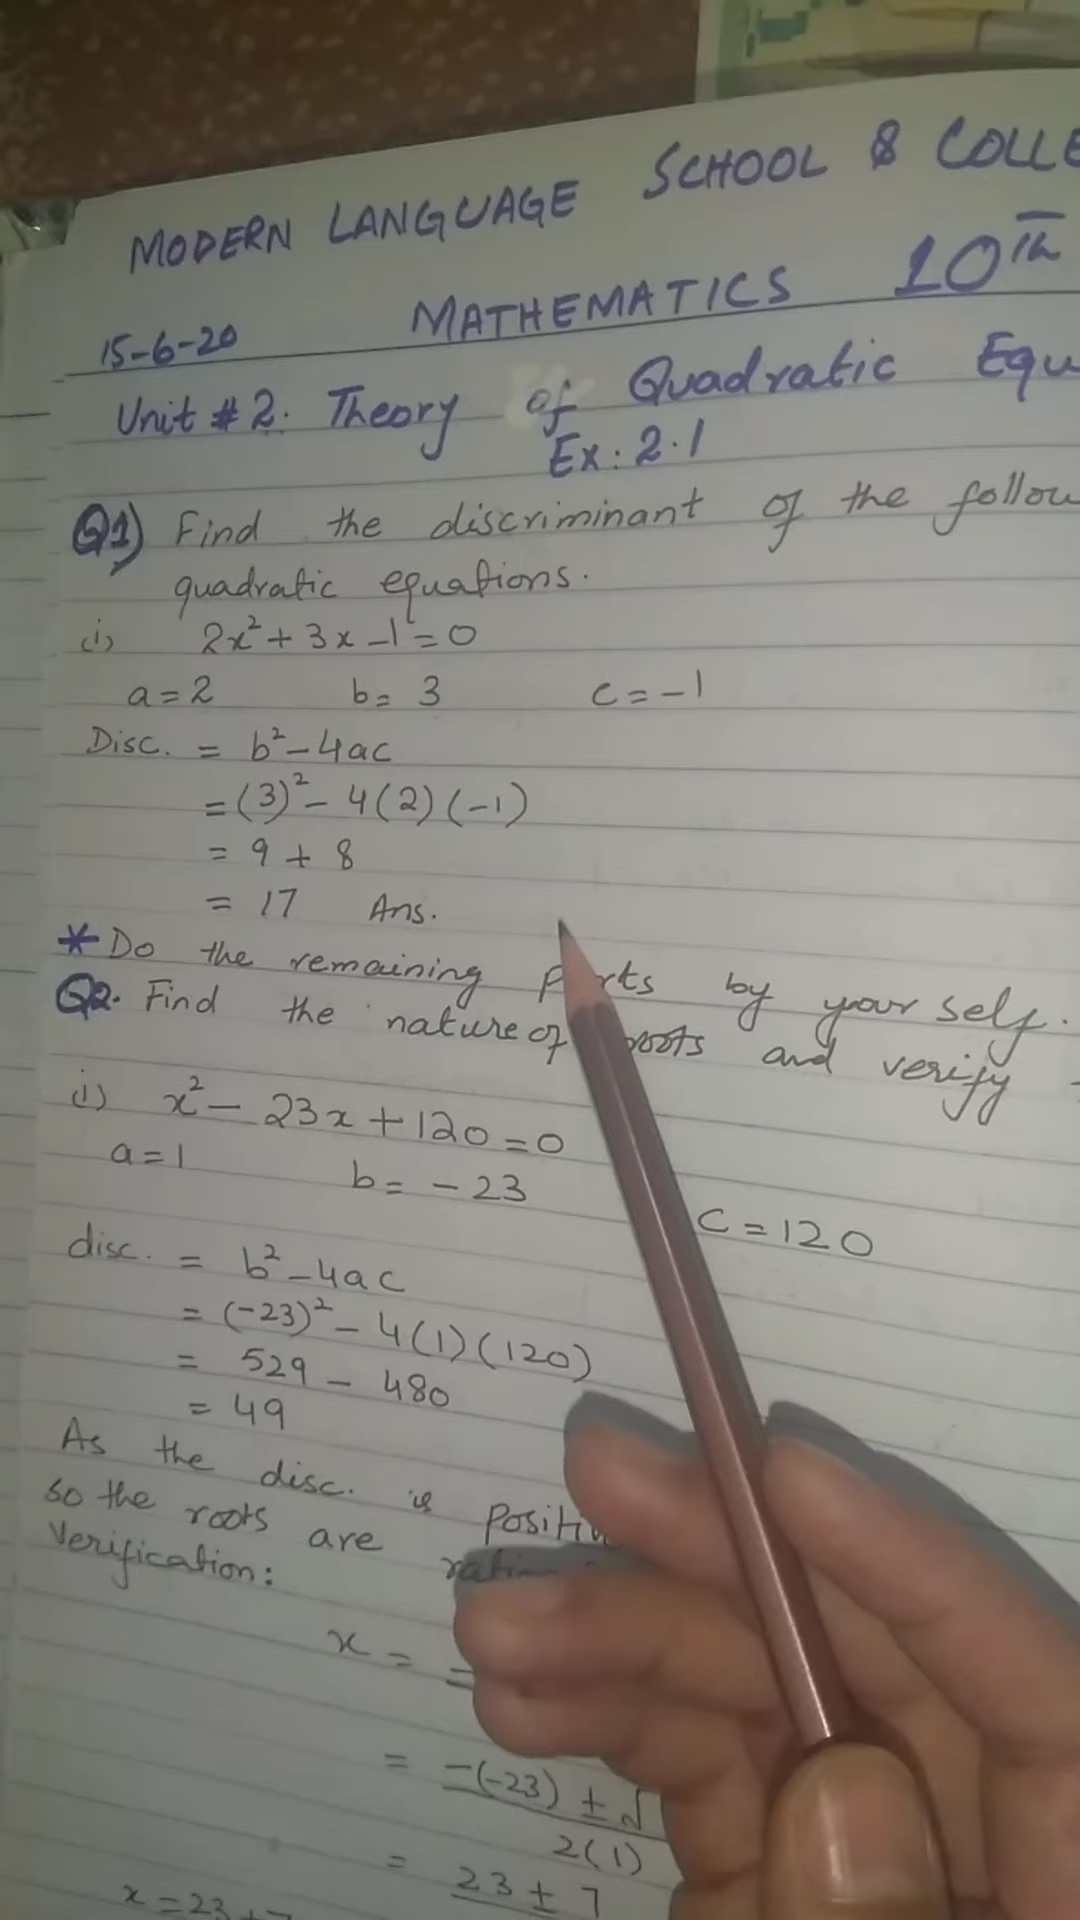 MODERN LANGUAGE SCHOOL & COLLE
MATHEMATICS 10th
15-6-20
Unit #2. Theory of Quadratic Equ
Ex: 2.1
Q1) Find the discriminant of the follow
quadratic equations.
(i) 2x² + 3x - 1 = 0
a = 2 b = 3 c = -1
Disc. = b² - 4ac
= (3)² - 4(2)(-1)
= 9 + 8
= 17 Ans.
* Do the remaining parts by your self.
Q2. Find the nature of roots and verify
(i) x² - 23x + 120 = 0
a = 1 b = -23 c = 120
disc. = b² - 4ac
= (-23)² - 4(1)(120)
= 529 - 480
= 49
As the disc. is positi
so the roots are rati
Verification:
x = -
= -(-23) ± √
2(1)
= 23 ± 7
x = 23 + 7